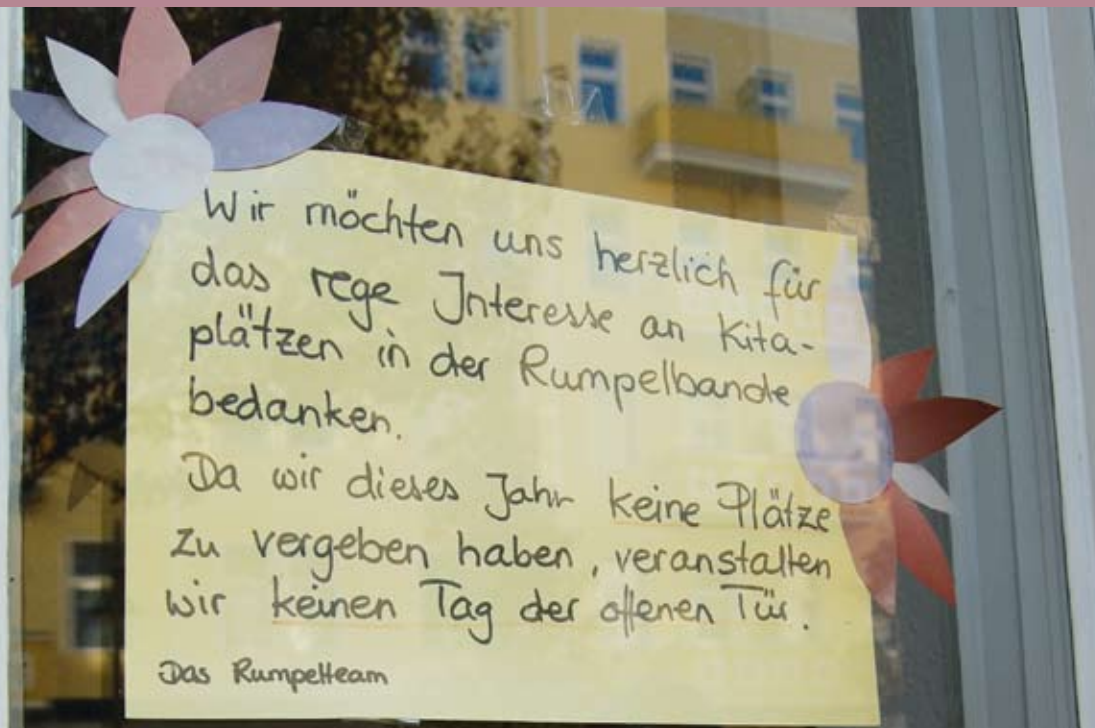 Wir möchten uns herzlich für
das rege Interesse an Kita-
plätzen in der Rumpelbande
bedanken.
Da wir dieses Jahr keine Plätze
zu vergeben haben, veranstalten
wir keinen Tag der offenen Tür.
Das Rumpelteam